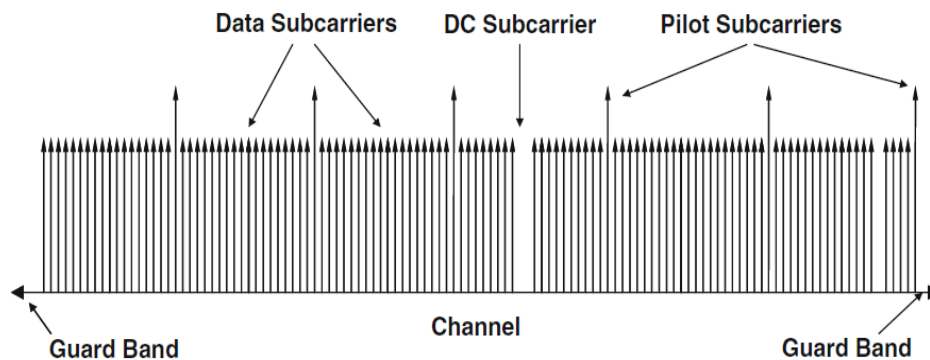 Data Subcarriers
DC Subcarrier
Pilot Subcarriers
Guard Band
Channel
Guard Band